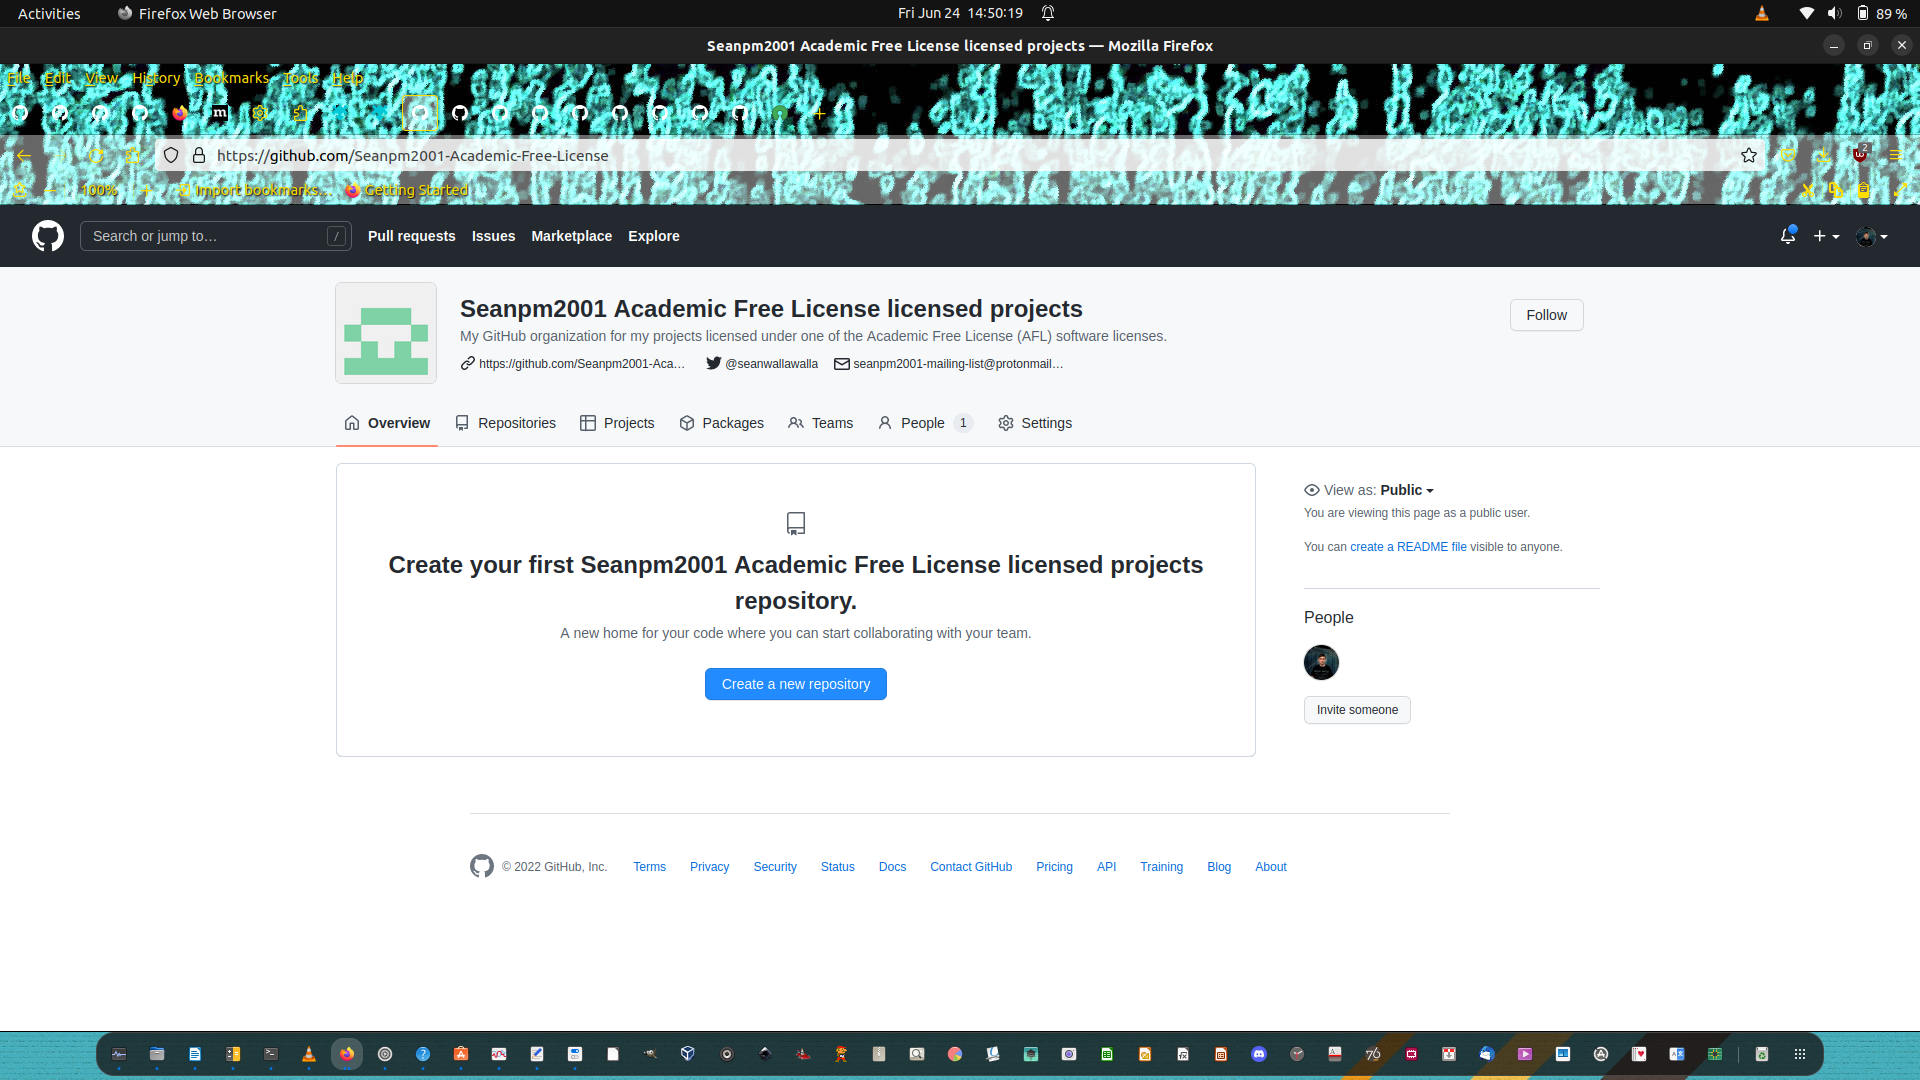 Activities Firefox Web Browser Fri Jun 24 14:50:19 89 %
Seanpm2001 Academic Free License licensed projects — Mozilla Firefox
File Edit View History Bookmarks Tools Help
m
https://github.com/Seanpm2001-Academic-Free-License 2
100% Import bookmarks... Getting Started
Search or jump to… / Pull requests Issues Marketplace Explore
Seanpm2001 Academic Free License licensed projects
Follow
My GitHub organization for my projects licensed under one of the Academic Free License (AFL) software licenses.
https://github.com/Seanpm2001-Aca… @seanwallawalla seanpm2001-mailing-list@protonmail…
Overview Repositories Projects Packages Teams People 1 Settings
View as: Public
You are viewing this page as a public user.
You can create a README file visible to anyone.
Create your first Seanpm2001 Academic Free License licensed projects
repository.
A new home for your code where you can start collaborating with your team.
Create a new repository
People
Invite someone
© 2022 GitHub, Inc. Terms Privacy Security Status Docs Contact GitHub Pricing API Training Blog About